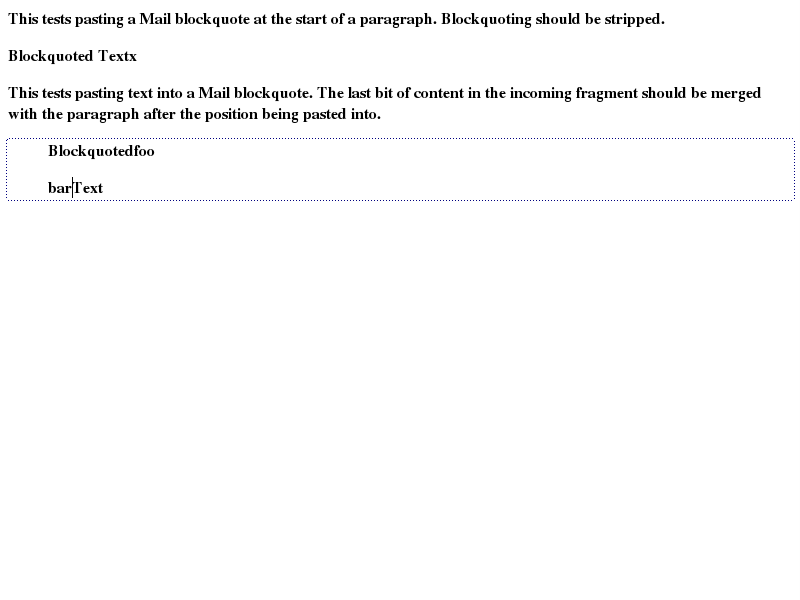 This tests pasting a Mail blockquote at the start of a paragraph. Blockquoting should be stripped.
Blockquoted Textx
This tests pasting text into a Mail blockquote. The last bit of content in the incoming fragment should be merged
with the paragraph after the position being pasted into.
Blockquotedfoo
barText